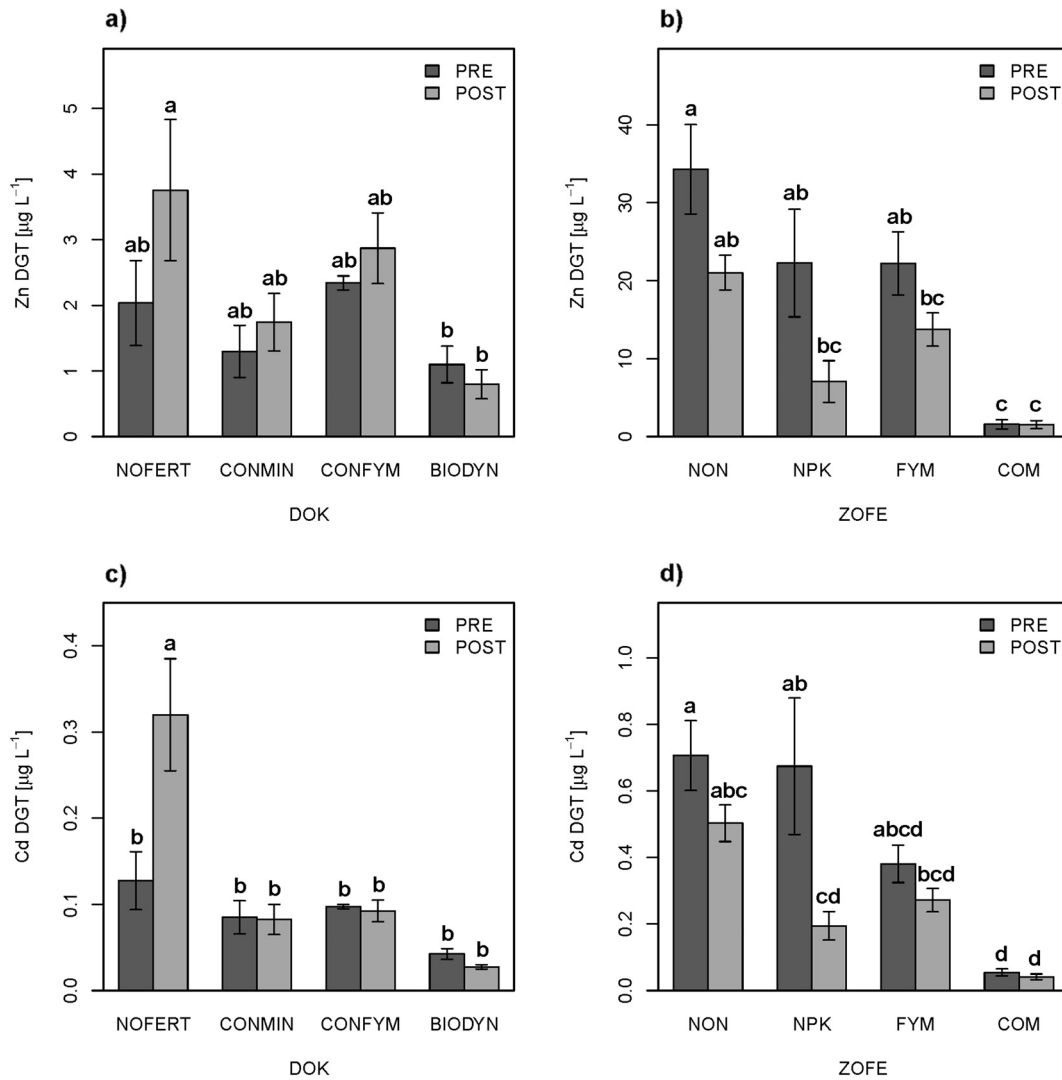 a)
PRE
POST
Zn DGT [µg L⁻¹]
0 1 2 3 4 5
ab a ab ab ab ab b b
NOFERT CONMIN CONFYM BIODYN
DOK
b)
PRE
POST
Zn DGT [µg L⁻¹]
0 10 20 30 40
a ab ab bc ab bc c c
NON NPK FYM COM
ZOFE
c)
PRE
POST
Cd DGT [µg L⁻¹]
0.0 0.1 0.2 0.3 0.4
b a b b b b b b
NOFERT CONMIN CONFYM BIODYN
DOK
d)
PRE
POST
Cd DGT [µg L⁻¹]
0.0 0.2 0.4 0.6 0.8 1.0
a abc ab cd abcd bcd d d
NON NPK FYM COM
ZOFE